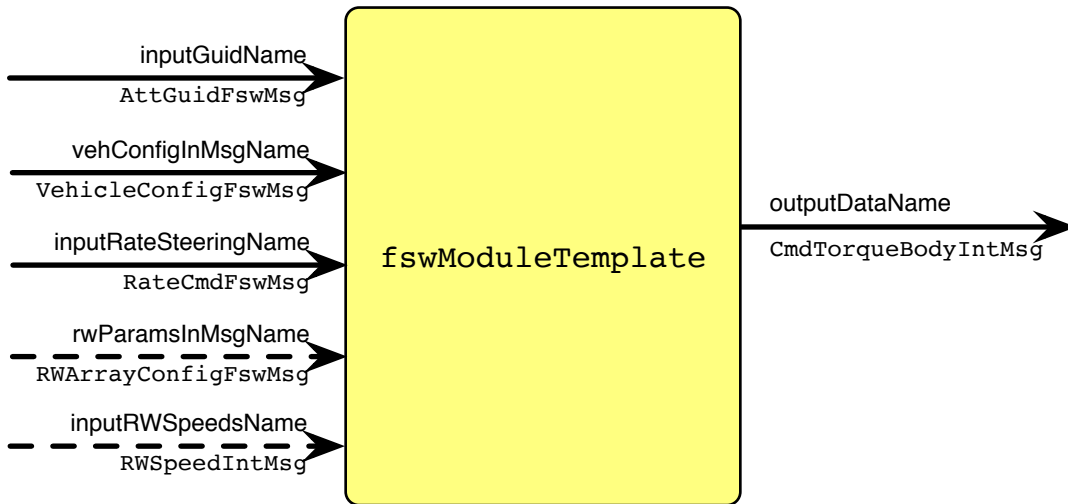 inputGuidName
AttGuidFswMsg
vehConfigInMsgName
VehicleConfigFswMsg
inputRateSteeringName
RateCmdFswMsg
rwParamsInMsgName
RWArrayConfigFswMsg
inputRWSpeedsName
RWSpeedIntMsg
fswModuleTemplate
outputDataName
CmdTorqueBodyIntMsg